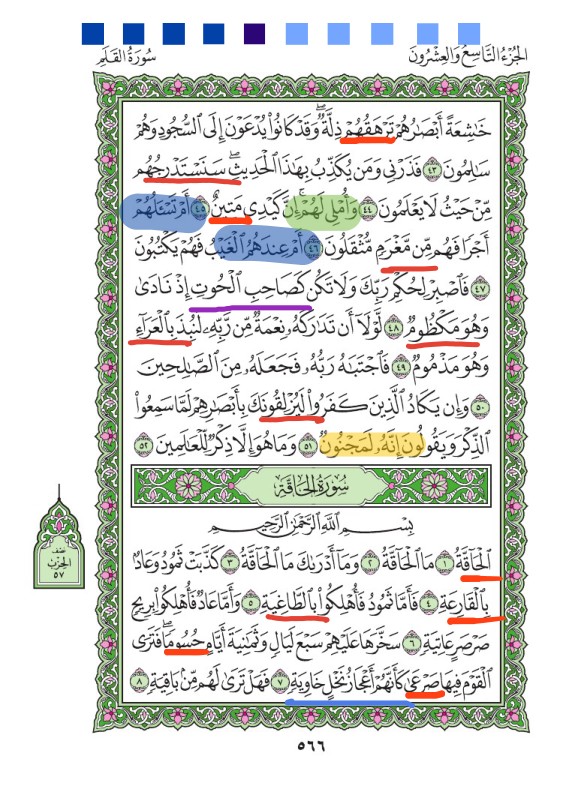 الجُزْءُ التَّاسِعُ وَالعِشْرُونَ
سُورَةُ القَلَمِ
خَٰشِعَةً أَبْصَٰرُهُمْ تَرْهَقُهُمْ ذِلَّةٌۖ وَقَدْ كَانُوا۟ يُدْعَوْنَ إِلَى ٱلسُّجُودِ وَهُمْ
سَٰلِمُونَ ٤٣ فَذَرْنِى وَمَن يُكَذِّبُ بِهَٰذَا ٱلْحَدِيثِۖ سَنَسْتَدْرِجُهُم
مِّنْ حَيْثُ لَا يَعْلَمُونَ ٤٤ وَأُمْلِى لَهُمْۚ إِنَّ كَيْدِى مَتِينٌ ٤٥ أَمْ تَسْـَٔلُهُمْ
أَجْرًا فَهُم مِّن مَّغْرَمٍ مُّثْقَلُونَ ٤٦ أَمْ عِندَهُمُ ٱلْغَيْبُ فَهُمْ يَكْتُبُونَ
٤٧ فَٱصْبِرْ لِحُكْمِ رَبِّكَ وَلَا تَكُن كَصَاحِبِ ٱلْحُوتِ إِذْ نَادَىٰ
وَهُوَ مَكْظُومٌ ٤٨ لَّوْلَآ أَن تَدَٰرَكَهُۥ نِعْمَةٌ مِّن رَّبِّهِۦ لَنُبِذَ بِٱلْعَرَآءِ
وَهُوَ مَذْمُومٌ ٤٩ فَٱجْتَبَٰهُ رَبُّهُۥ فَجَعَلَهُۥ مِنَ ٱلصَّٰلِحِينَ
٥٠ وَإِن يَكَادُ ٱلَّذِينَ كَفَرُوا۟ لَيُزْلِقُونَكَ بِأَبْصَٰرِهِمْ لَمَّا سَمِعُوا۟
ٱلذِّكْرَ وَيَقُولُونَ إِنَّهُۥ لَمَجْنُونٌ ٥١ وَمَا هُوَ إِلَّا ذِكْرٌ لِّلْعَٰلَمِينَ ٥٢
سُورَةُ الحَاقَّةِ
بِسْمِ ٱللَّهِ ٱلرَّحْمَٰنِ ٱلرَّحِيمِ
ٱلْحَآقَّةُ ١ مَا ٱلْحَآقَّةُ ٢ وَمَآ أَدْرَىٰكَ مَا ٱلْحَآقَّةُ ٣ كَذَّبَتْ ثَمُودُ وَعَادٌۢ
بِٱلْقَارِعَةِ ٤ فَأَمَّا ثَمُودُ فَأُهْلِكُوا۟ بِٱلطَّاغِيَةِ ٥ وَأَمَّا عَادٌ فَأُهْلِكُوا۟ بِرِيحٍ
صَرْصَرٍ عَاتِيَةٍ ٦ سَخَّرَهَا عَلَيْهِمْ سَبْعَ لَيَالٍ وَثَمَٰنِيَةَ أَيَّامٍ حُسُومًاۖ فَتَرَى
ٱلْقَوْمَ فِيهَا صَرْعَىٰ كَأَنَّهُمْ أَعْجَازُ نَخْلٍ خَاوِيَةٍ ٧ فَهَلْ تَرَىٰ لَهُم مِّنۢ بَاقِيَةٍ ٨
نصف
الحزب
٥٧
٥٦٦